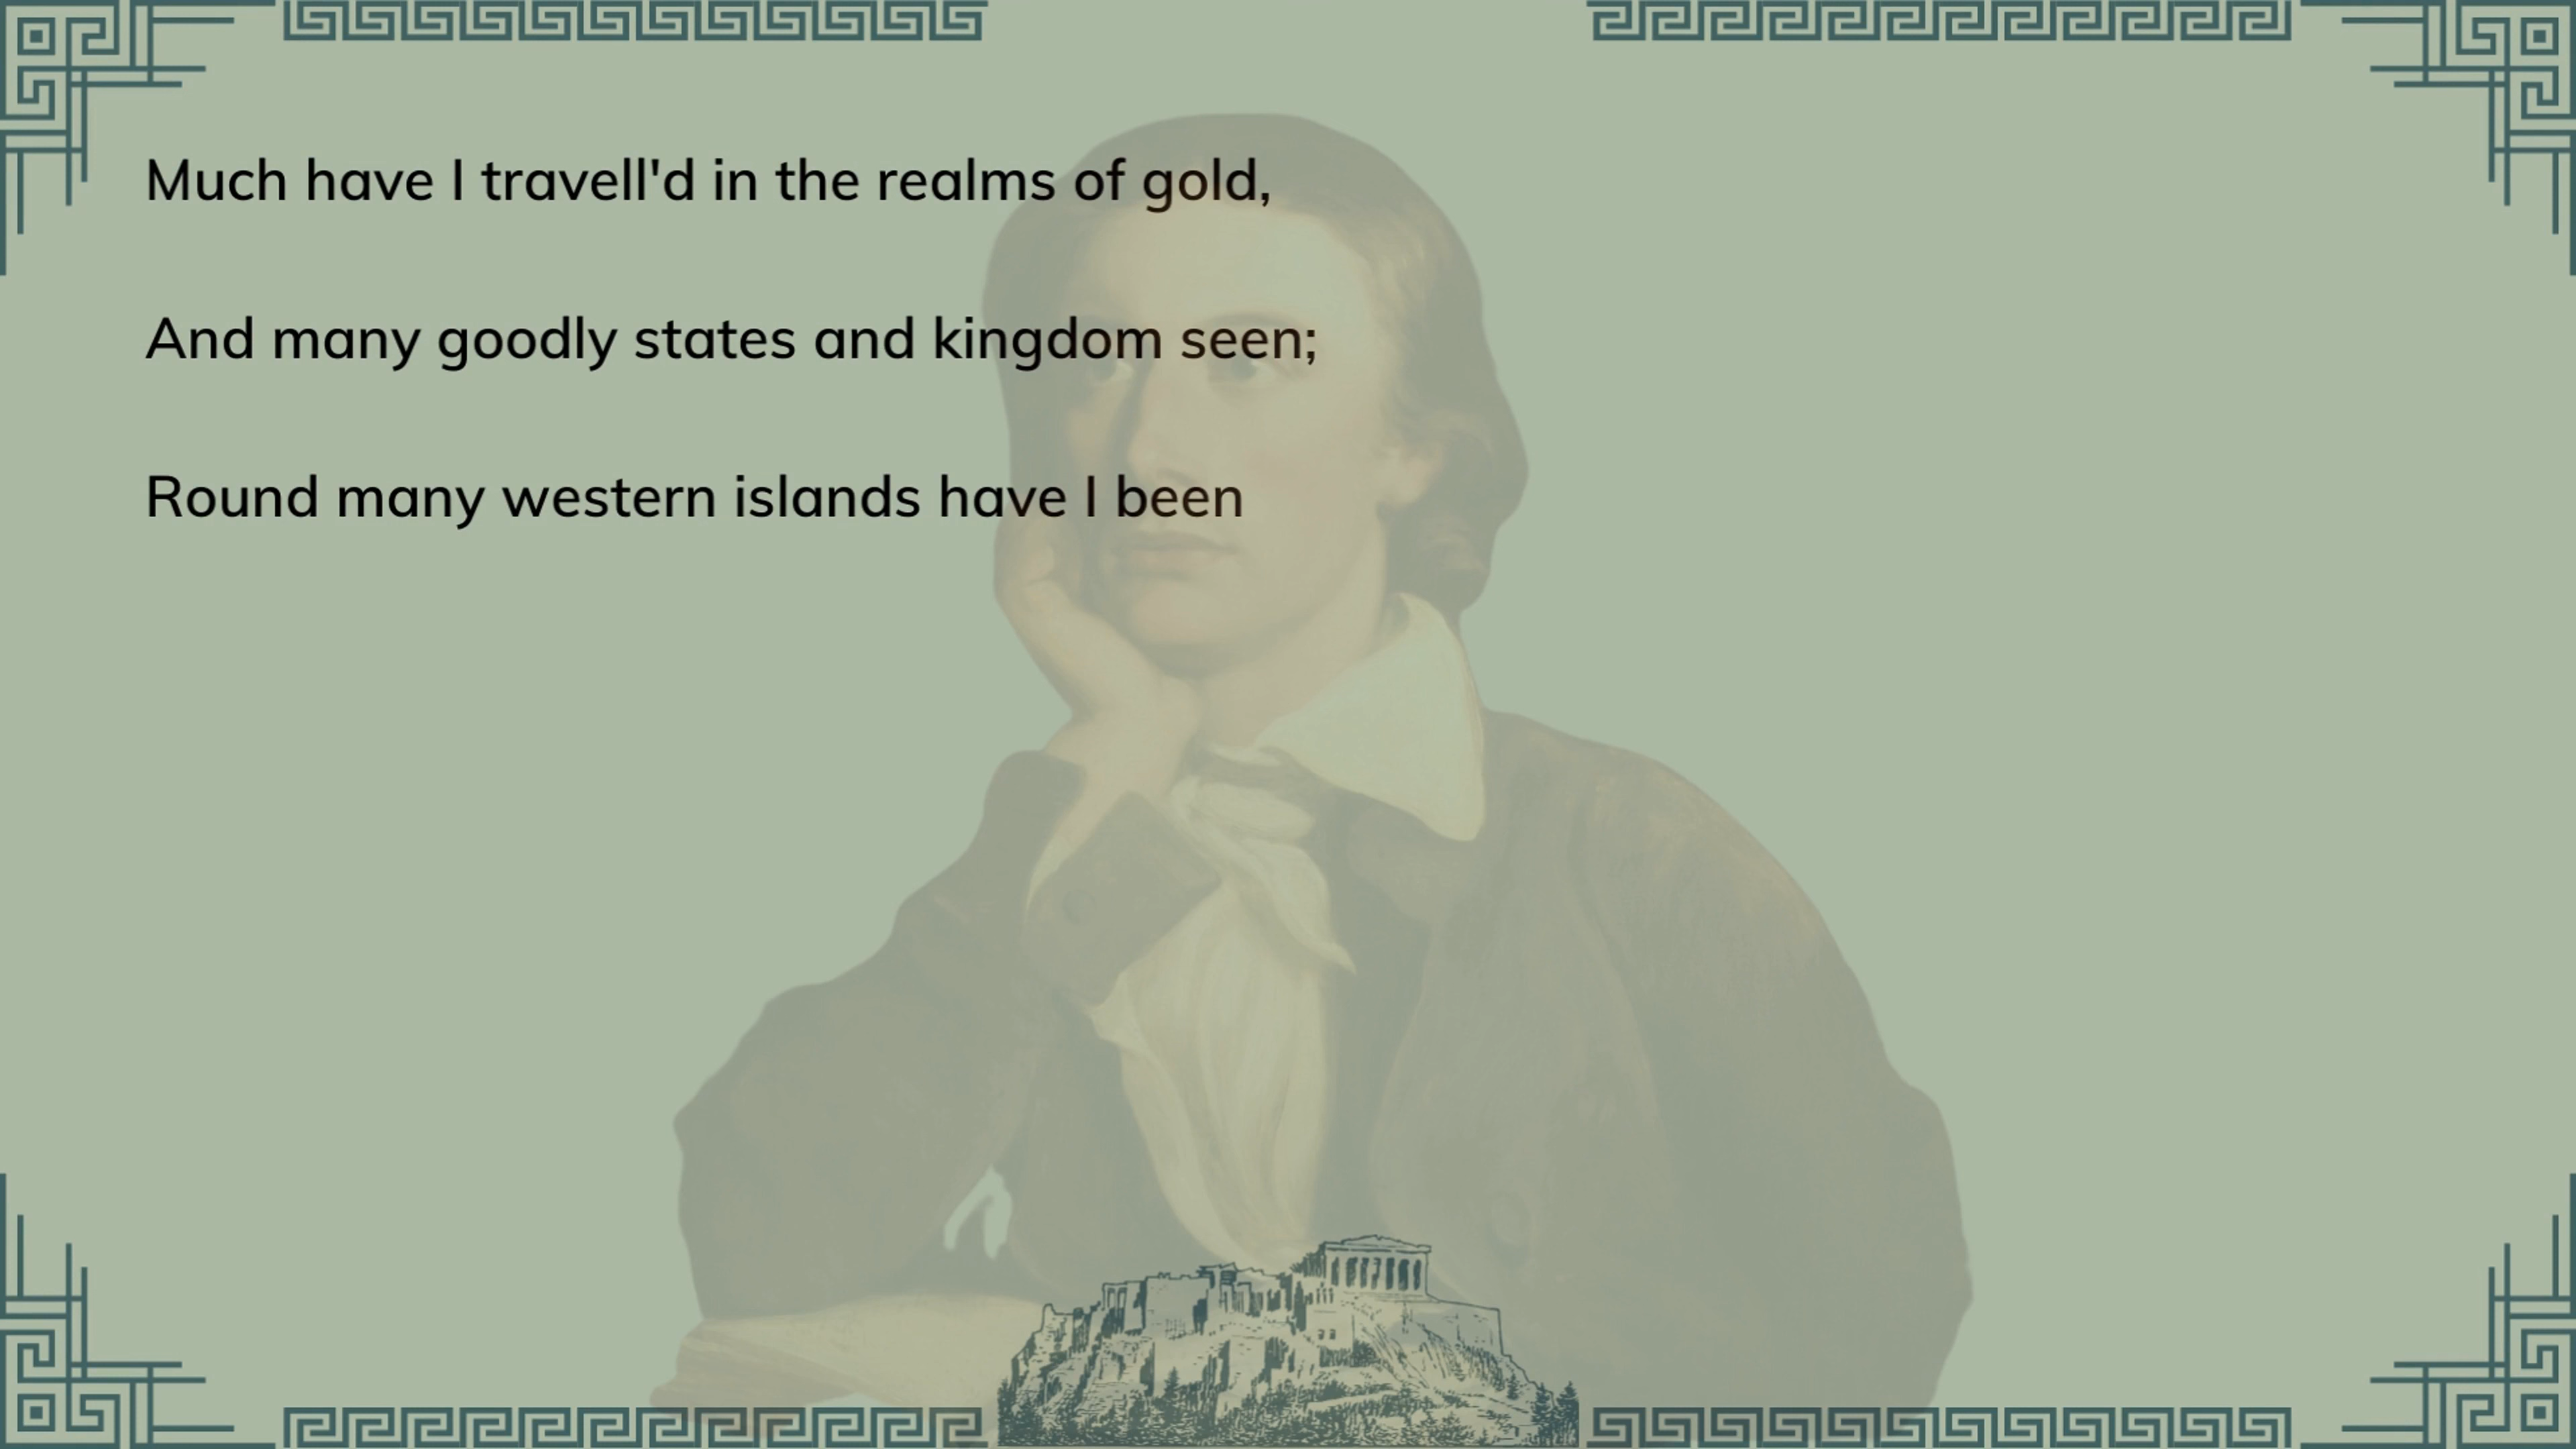 Much have I travell'd in the realms of gold,
And many goodly states and kingdom seen;
Round many western islands have I been